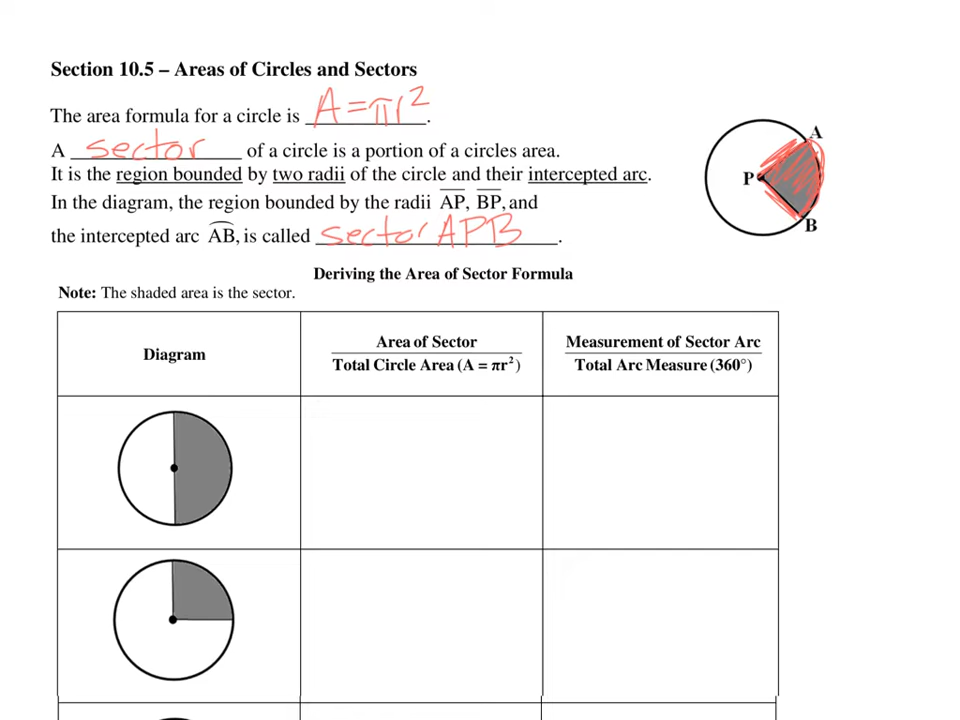 Section 10.5 – Areas of Circles and Sectors
The area formula for a circle is A=πr².
A sector of a circle is a portion of a circles area.
It is the region bounded by two radii of the circle and their intercepted arc.
In the diagram, the region bounded by the radii AP, BP, and
the intercepted arc AB, is called sector APB.
A
P
B
Deriving the Area of Sector Formula
Note: The shaded area is the sector.
Diagram
Area of Sector
Total Circle Area (A = πr²)
Measurement of Sector Arc
Total Arc Measure (360°)